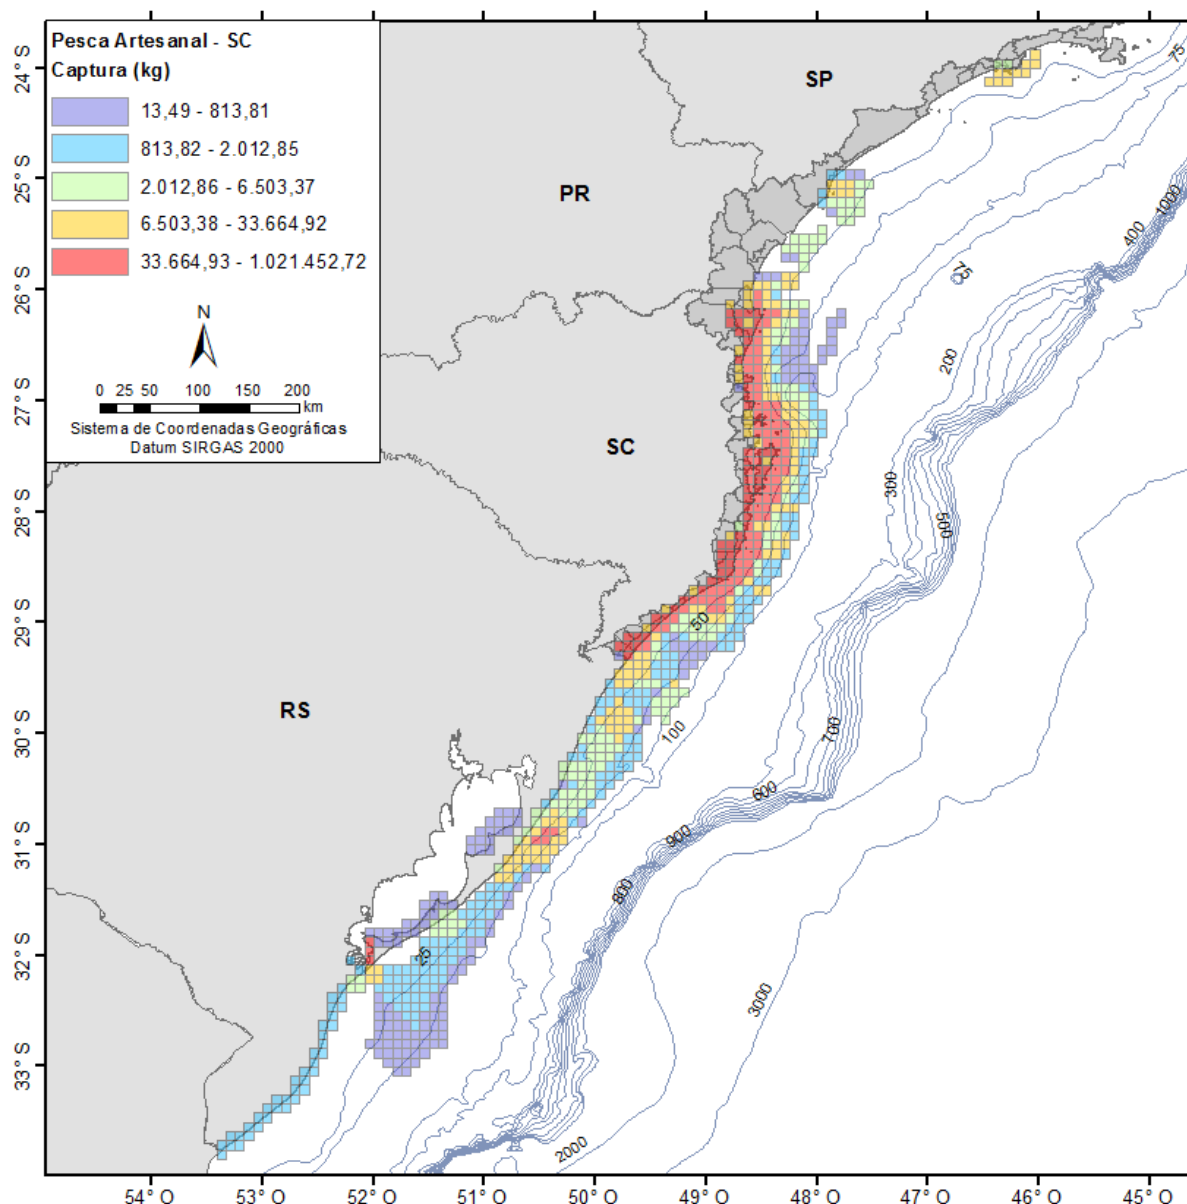 Pesca Artesanal - SC
Captura (kg)
13,49 - 813,81
813,82 - 2.012,85
2.012,86 - 6.503,37
6.503,38 - 33.664,92
33.664,93 - 1.021.452,72
N
0 25 50 100 150 200
km
Sistema de Coordenadas Geográficas
Datum SIRGAS 2000
SP
PR
SC
RS
24° S
25° S
26° S
27° S
28° S
29° S
30° S
31° S
32° S
33° S
75
1000
400
75
200
300
500
50
100
700
600
900
800
25
3000
2000
54 O
53° O
52 O
51° O
50° O
49° O
48° O
47° O
46° O
45° O